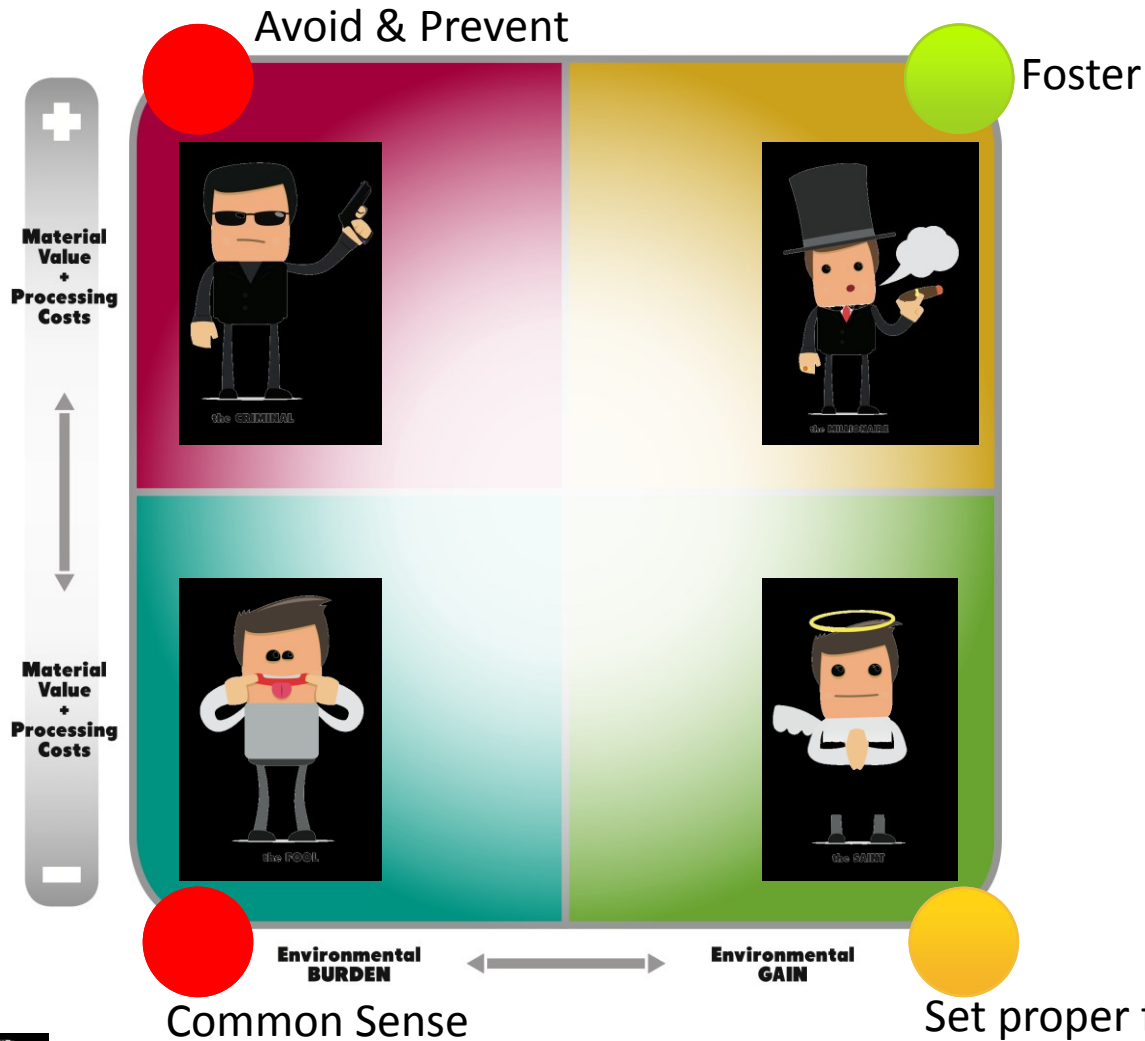 Avoid & Prevent
Foster
+
Material
Value
+
Processing
Costs
the CRIMINAL
the MILLIONAIRE
Material
Value
+
Processing
Costs
the FOOL
the SAINT
Environmental
BURDEN
Environmental
GAIN
Common Sense
Set proper